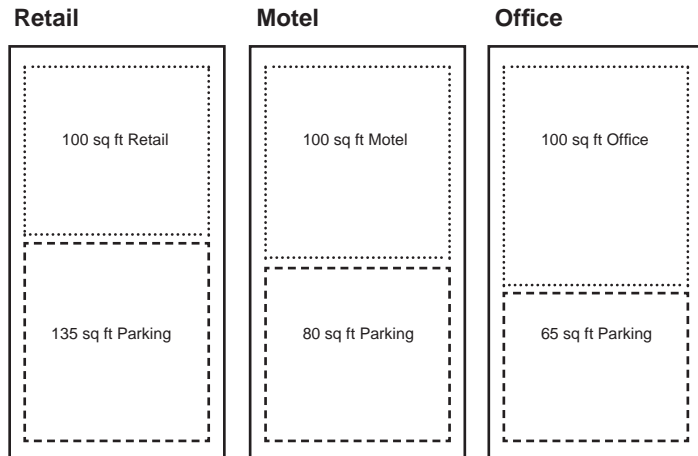 Retail
Motel
Office
100 sq ft Retail
100 sq ft Motel
100 sq ft Office
135 sq ft Parking
80 sq ft Parking
65 sq ft Parking